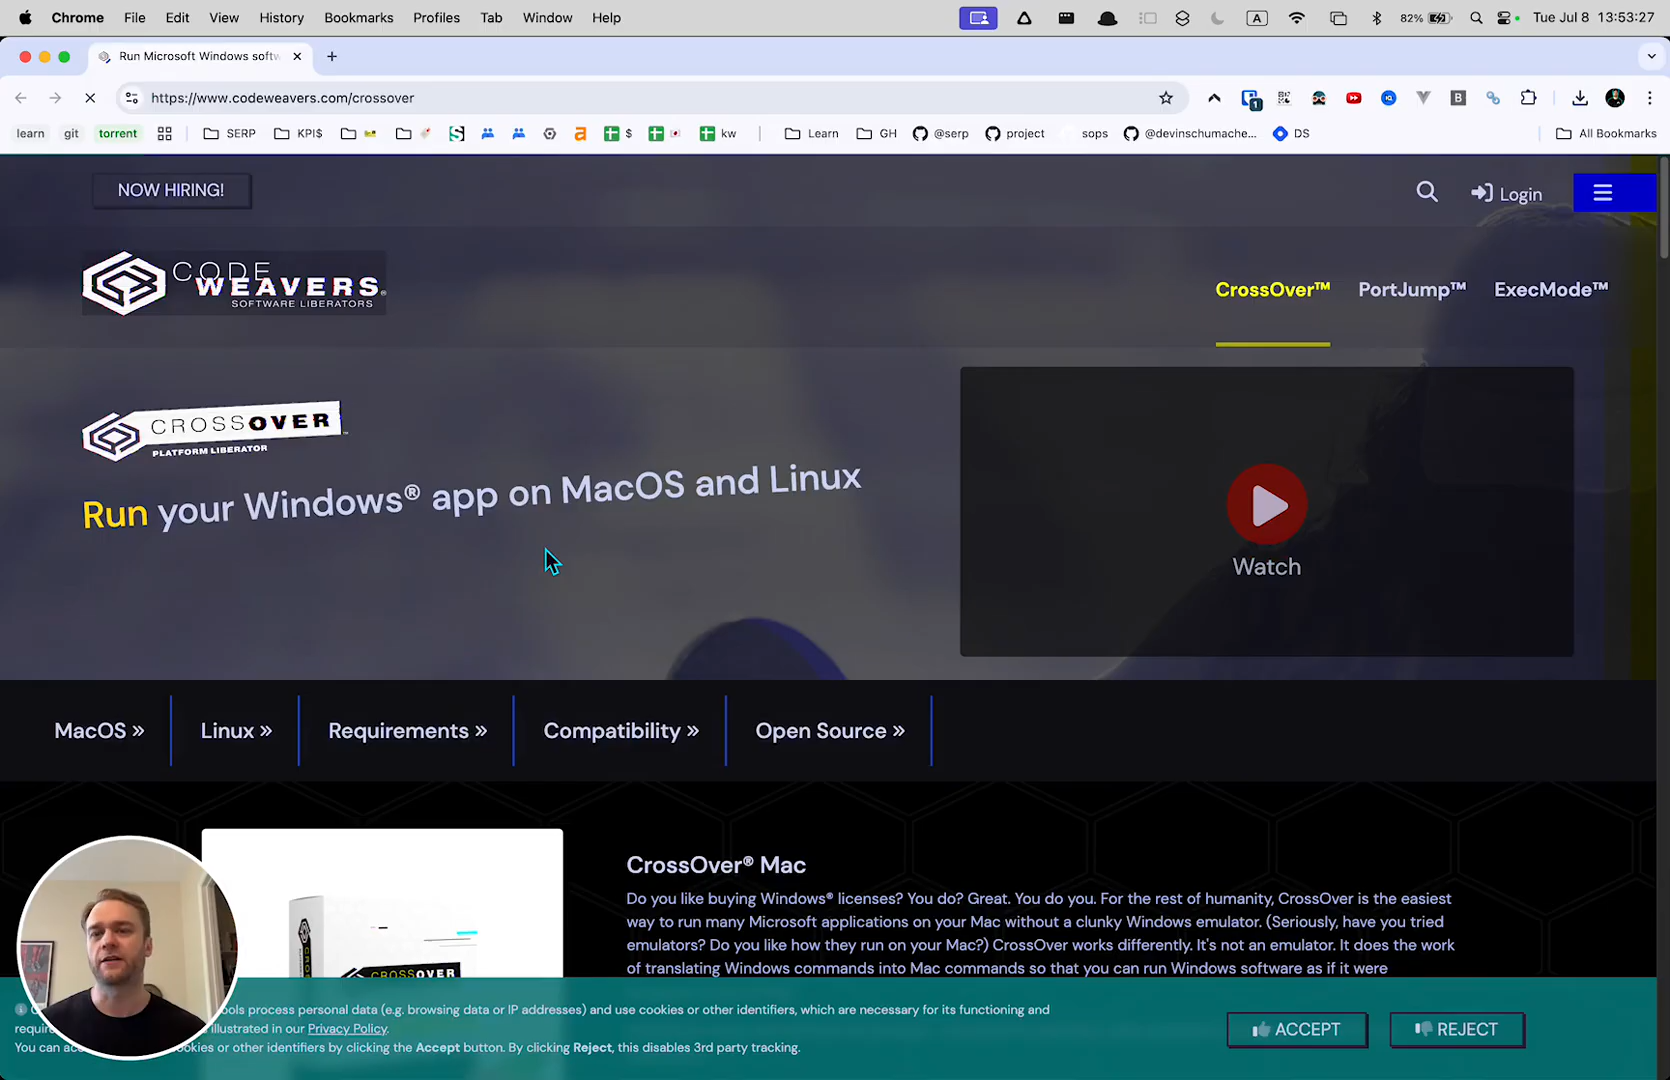 Chrome File Edit View History Bookmarks Profiles Tab Window Help A 82% Tue Jul 8 13:53:27
Run Microsoft Windows softw
https://www.codeweavers.com/crossover
learn git torrent SERP KPI$ $ kw Learn GH @serp project sops @devinschumache... DS All Bookmarks
NOW HIRING!
Login
CODE
WEAVERS®
SOFTWARE LIBERATORS
CrossOver™ PortJump™ ExecMode™
CROSSOVER™
PLATFORM LIBERATOR
Run your Windows® app on MacOS and Linux
Watch
MacOS » Linux » Requirements » Compatibility » Open Source »
CrossOver® Mac
Do you like buying Windows® licenses? You do? Great. You do you. For the rest of humanity, CrossOver is the easiest
way to run many Microsoft applications on your Mac without a clunky Windows emulator. (Seriously, have you tried
emulators? Do you like how they run on your Mac?) CrossOver works differently. It's not an emulator. It does the work
of translating Windows commands into Mac commands so that you can run Windows software as if it were
CROSSOVER
process personal data (e.g. browsing data or IP addresses) and use cookies or other identifiers, which are necessary for its functioning and
illustrated in our Privacy Policy.
You can or other identifiers by clicking the Accept button. By clicking Reject, this disables 3rd party tracking.
ACCEPT REJECT